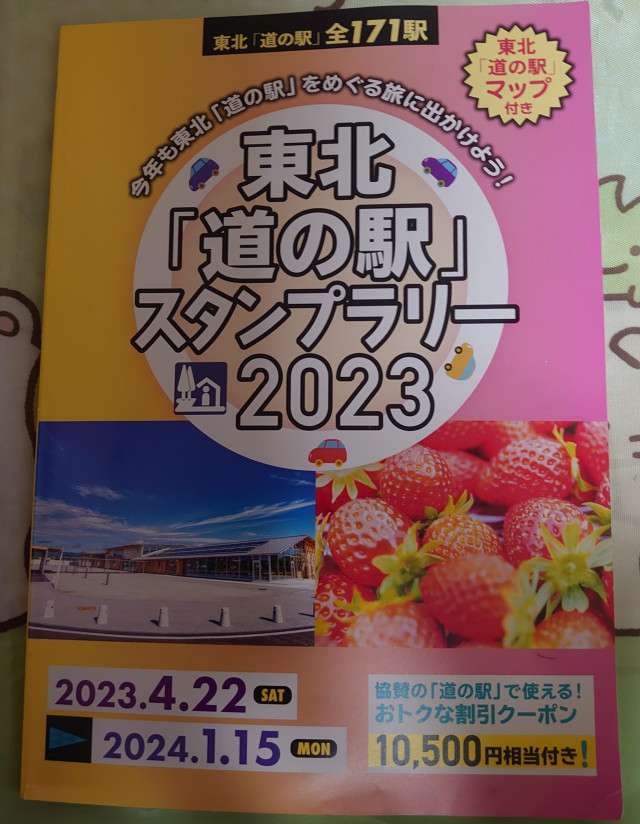 東北「道の駅」全171駅
東北
「道の駅」
マップ
付き
今年も東北「道の駅」をめぐる旅に出かけよう!
東北
「道の駅」
スタンプラリー
2023
2023.4.22 SAT
2024.1.15 MON
協賛の「道の駅」で使える!
おトクな割引クーポン
10,500円相当付き!